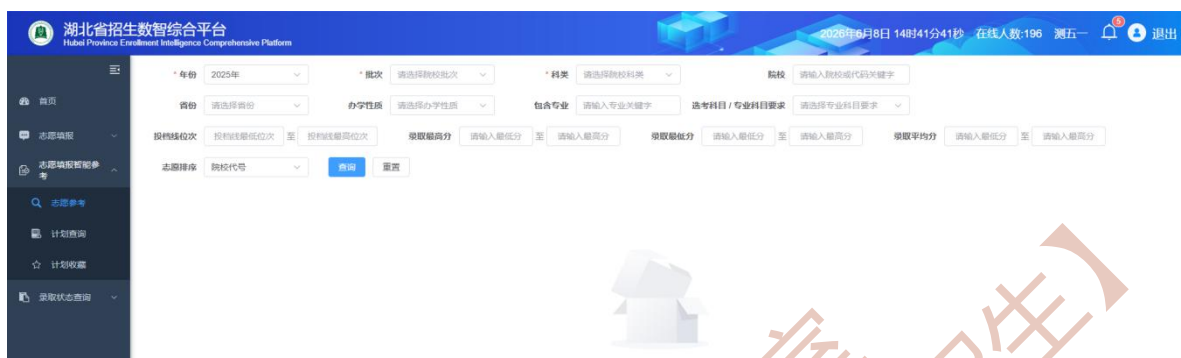 湖北省招生数智综合平台
Hubei Province Enrollment Intelligence Comprehensive Platform
2026年6月8日 14时41分41秒 在线人数:196 测五一 5 退出
首页
志愿填报
志愿填报智能参考
志愿参考
计划查询
计划收藏
录取状态查询
* 年份 2025年 * 批次 请选择院校批次 * 科类 请选择院校科类 院校 请输入院校或代码关键字
省份 请选择省份 办学性质 请选择办学性质 包含专业 请输入专业关键字 选考科目 / 专业科目要求 请选择专业科目要求
投档线位次 投档线最低位次 至 投档线最高位次 录取最高分 请输入最低分 至 请输入最高分 录取最低分 请输入最低分 至 请输入最高分 录取平均分 请输入最低分 至 请输入最高分
志愿排序 院校代号 查询 重置
招生】